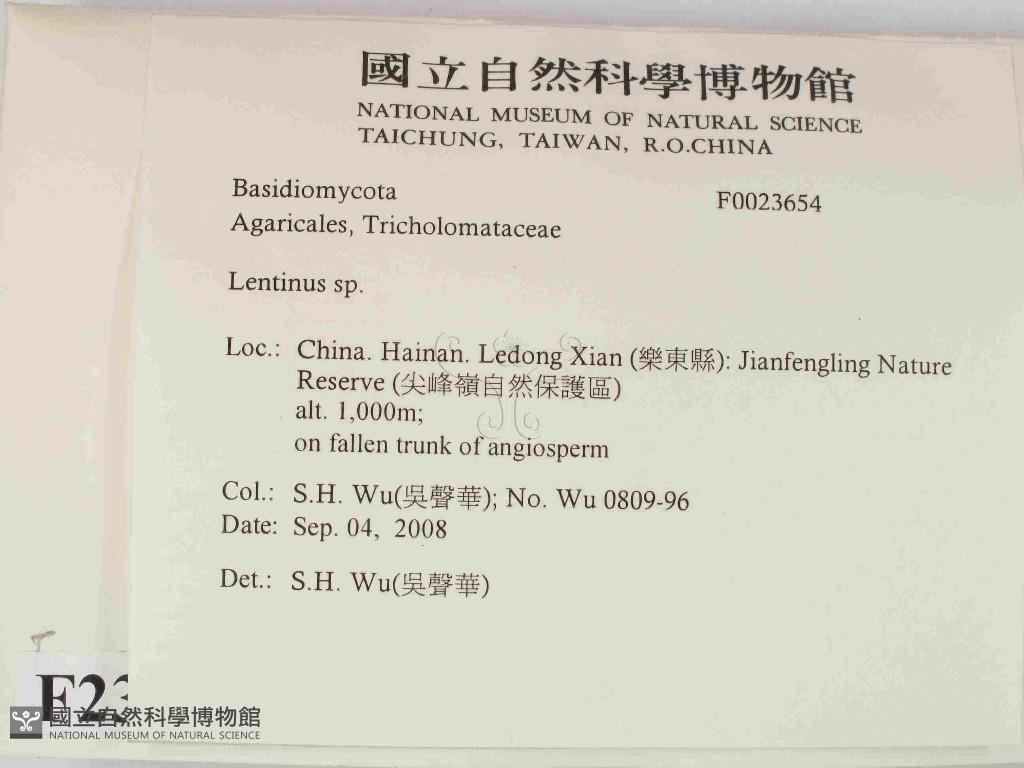 國立自然科學博物館
NATIONAL MUSEUM OF NATURAL SCIENCE
TAICHUNG, TAIWAN, R.O.CHINA
Basidiomycota F0023654
Agaricales, Tricholomataceae
Lentinus sp.
Loc.: China. Hainan. Ledong Xian (樂東縣): Jianfengling Nature
Reserve (尖峰嶺自然保護區)
alt. 1,000m;
on fallen trunk of angiosperm
Col.: S.H. Wu(吳聲華); No. Wu 0809-96
Date: Sep. 04, 2008
Det.: S.H. Wu(吳聲華)
F23
國立自然科學博物館
NATIONAL MUSEUM OF NATURAL SCIENCE